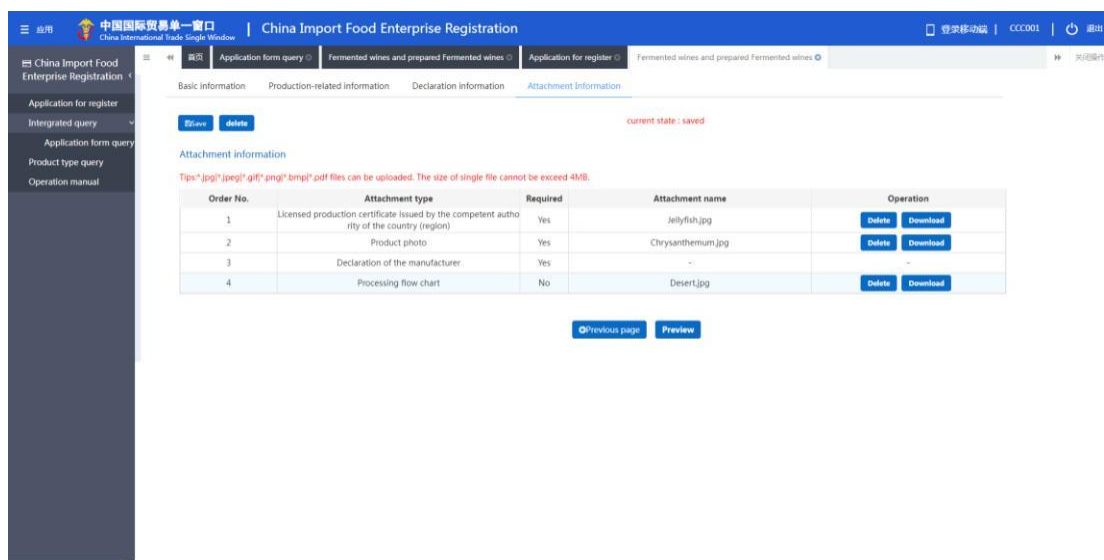 应用
中国国际贸易单一窗口
China International Trade Single Window
China Import Food Enterprise Registration
登录移动端
CCC001
退出
China Import Food
Enterprise Registration
Application for register
Intergrated query
Application form query
Product type query
Operation manual
首页
Application form query
Fermented wines and prepared Fermented wines
Application for register
Fermented wines and prepared Fermented wines
关闭操作
Basic information
Production-related information
Declaration information
Attachment Information
Save
delete
current state : saved
Attachment information
Tips:*.jpg|*.jpeg|*.gif|*.png|*.bmp|*.pdf files can be uploaded. The size of single file cannot be exceed 4MB.
Order No. Attachment type Required Attachment name Operation
1 Licensed production certificate issued by the competent autho
rity of the country (region) Yes Jellyfish.jpg Delete Download
2 Product photo Yes Chrysanthemum.jpg Delete Download
3 Declaration of the manufacturer Yes - -
4 Processing flow chart No Desert.jpg Delete Download
Previous page
Preview